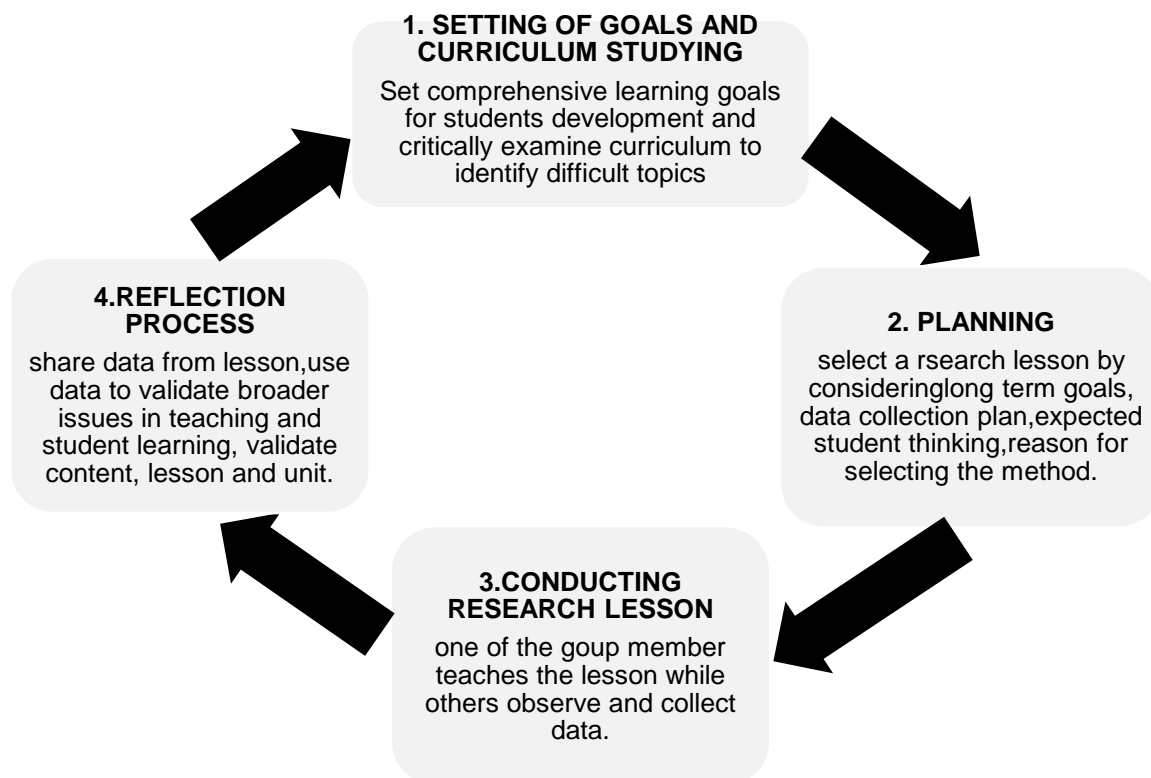 1. SETTING OF GOALS AND
CURRICULUM STUDYING
Set comprehensive learning goals
for students development and
critically examine curriculum to
identify difficult topics
2. PLANNING
select a rsearch lesson by
consideringlong term goals,
data collection plan,expected
student thinking,reason for
selecting the method.
3.CONDUCTING
RESEARCH LESSON
one of the goup member
teaches the lesson while
others observe and collect
data.
4.REFLECTION
PROCESS
share data from lesson,use
data to validate broader
issues in teaching and
student learning, validate
content, lesson and unit.